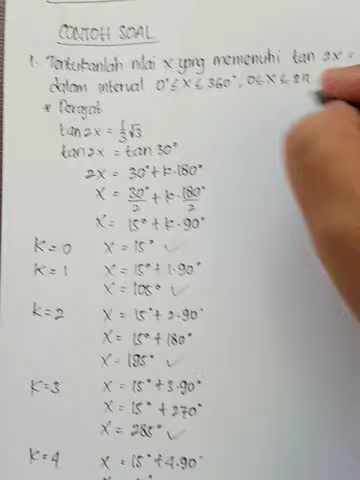 CONTOH SOAL
1. Tentukanlah nilai x yang memenuhi tan 2x =
dalam interval 0° ≤ x ≤ 360°, 0 ≤ x ≤ 2π
* Derajat
tan 2x = 1/3 √3
tan 2x = tan 30°
2x = 30° + k·180°
x = 30°/2 + k·180°/2
x = 15° + k·90°
k=0 x = 15° ✓
k=1 x = 15° + 1·90°
x = 105° ✓
k=2 x = 15° + 2·90°
x = 15° + 180°
x = 195° ✓
k=3 x = 15° + 3·90°
x = 15° + 270°
x = 285° ✓
k=4 x = 15° + 4·90°